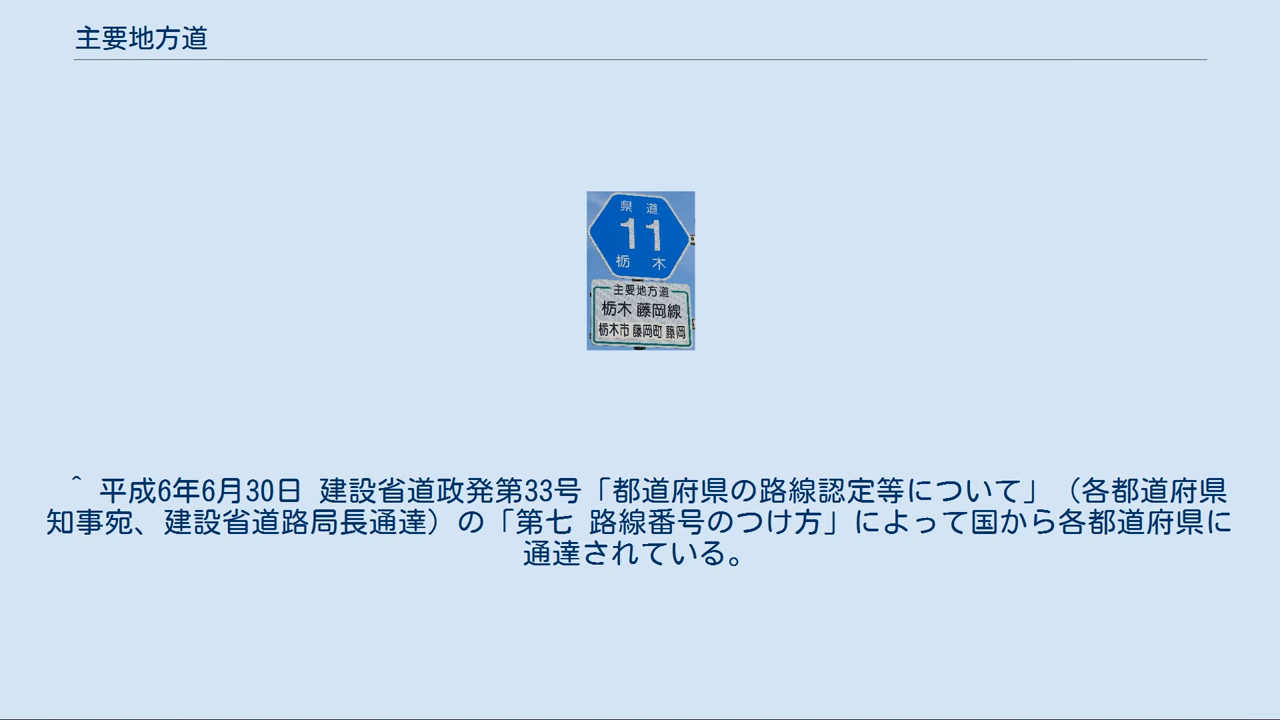 主要地方道
県 道
11
栃 木
主要地方道
栃木 藤岡線
栃木市 藤岡町 藤岡
^ 平成6年6月30日 建設省道政発第33号「都道府県の路線認定等について」（各都道府県
知事宛、建設省道路局長通達）の「第七 路線番号のつけ方」によって国から各都道府県に
通達されている。